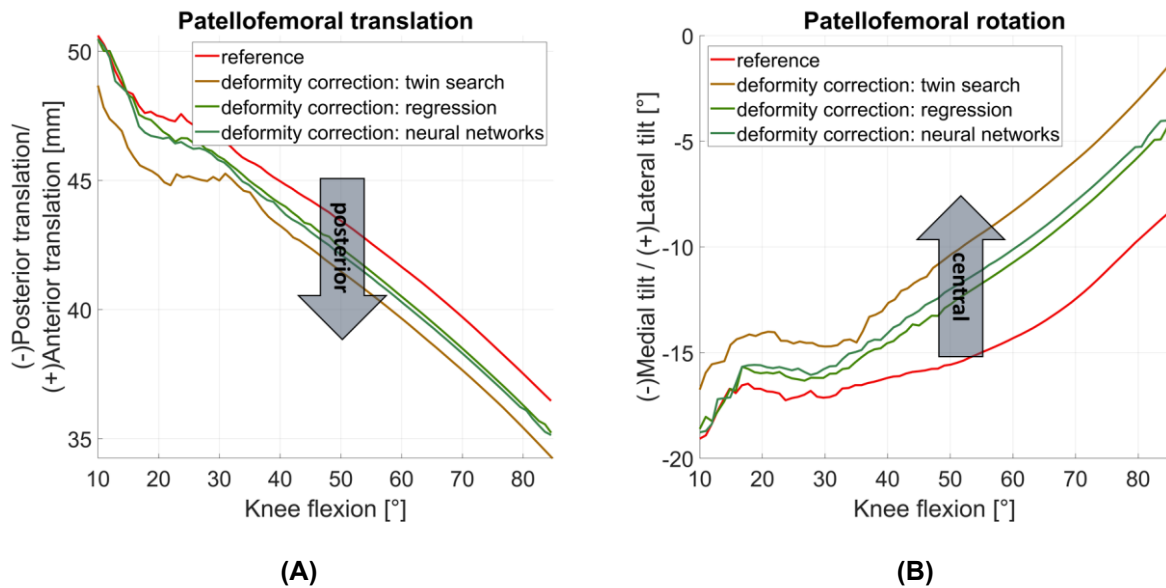 Patellofemoral translation
50
45
40
35
10
20
30
40
50
60
70
80
(-)Posterior translation/
(+)Anterior translation [mm]
Knee flexion [°]
reference
deformity correction: twin search
deformity correction: regression
deformity correction: neural networks
posterior
(A)
Patellofemoral rotation
0
-5
-10
-15
-20
10
20
30
40
50
60
70
80
(-)Medial tilt / (+)Lateral tilt [°]
Knee flexion [°]
reference
deformity correction: twin search
deformity correction: regression
deformity correction: neural networks
central
(B)